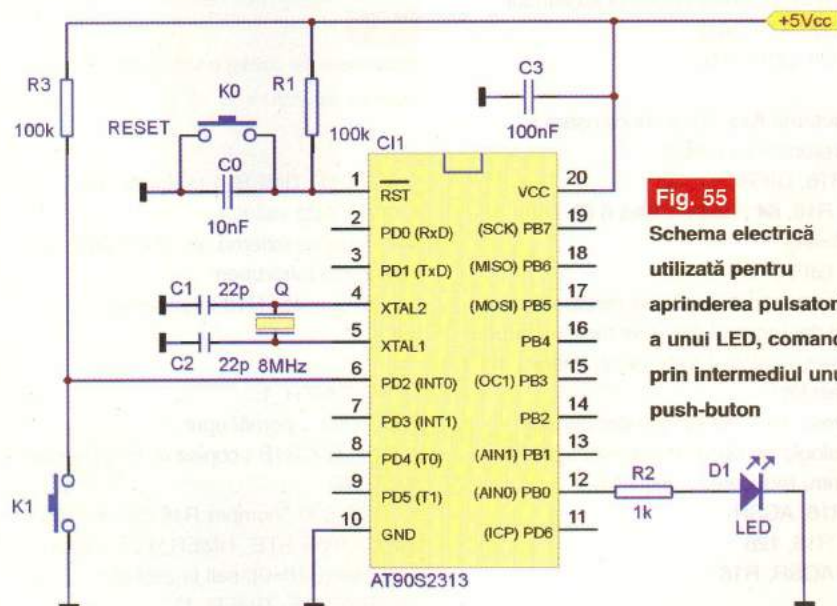 +5Vcc
R3
100k
RESET
K0
C0
10nF
R1
100k
C3
100nF
CI1
1 RST
2 PD0 (RxD)
3 PD1 (TxD)
4 XTAL2
5 XTAL1
6 PD2 (INT0)
7 PD3 (INT1)
8 PD4 (T0)
9 PD5 (T1)
10 GND
VCC 20
(SCK) PB7 19
(MISO) PB6 18
(MOSI) PB5 17
PB4 16
(OC1) PB3 15
PB2 14
(AIN1) PB1 13
(AIN0) PB0 12
(ICP) PD6 11
AT90S2313
C1 22p Q
C2 22p 8MHz
K1
R2
1k
D1
LED
Fig. 55
Schema electrică
utilizată pentru
aprinderea pulsator
a unui LED, comand
prin intermediul unu
push-buton